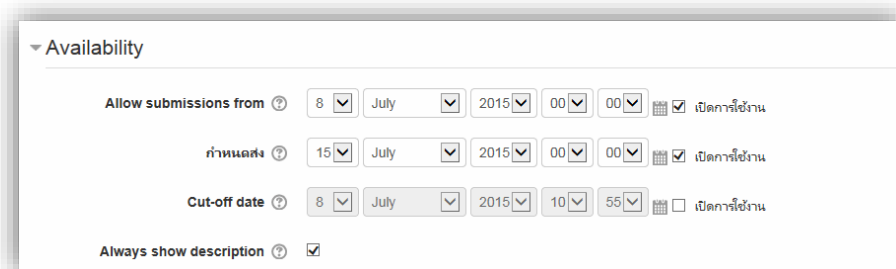 Availability
Allow submissions from 8 July 2015 00 00 เปิดการใช้งาน
กำหนดส่ง 15 July 2015 00 00 เปิดการใช้งาน
Cut-off date 8 July 2015 10 55 เปิดการใช้งาน
Always show description